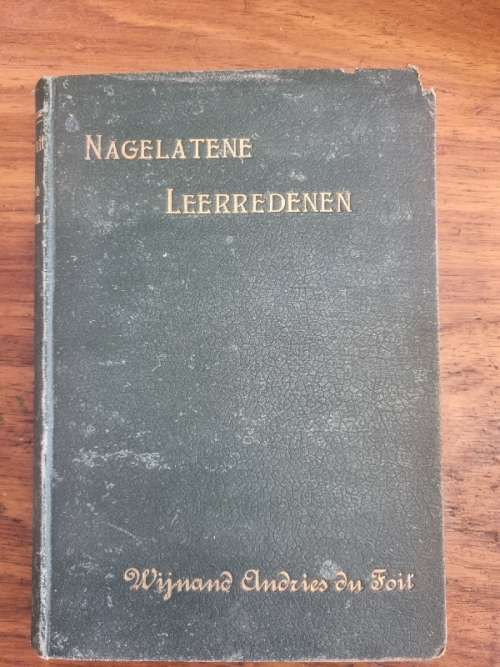 NAGELATENE
LEERREDENEN
Wijnand Andries du Toit